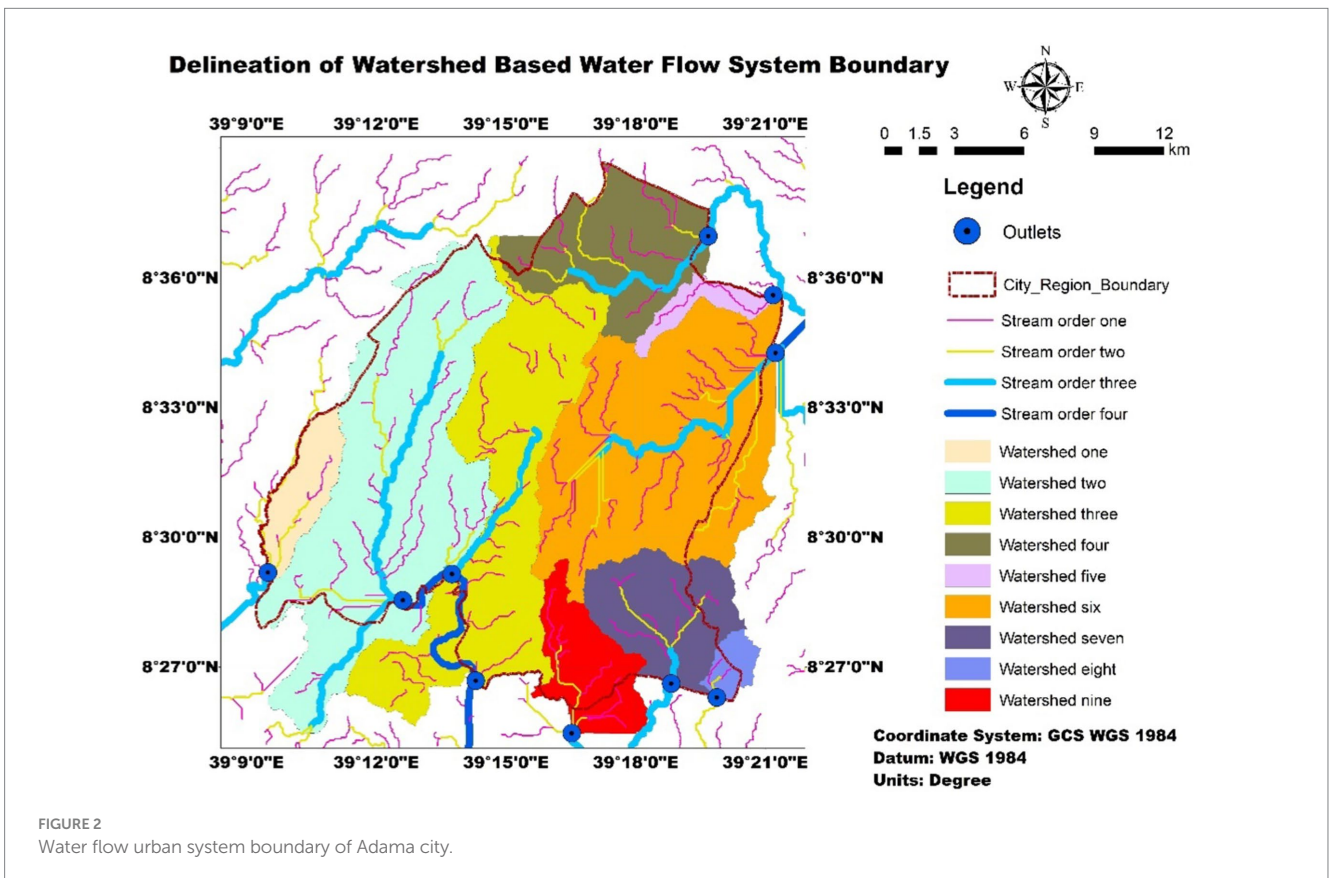 Delineation of Watershed Based Water Flow System Boundary
N
W E
S
39°9'0"E 39°12'0"E 39°15'0"E 39°18'0"E 39°21'0"E
0 1.5 3 6 9 12
km
Legend
Outlets
City_Region_Boundary
Stream order one
Stream order two
Stream order three
Stream order four
Watershed one
Watershed two
Watershed three
Watershed four
Watershed five
Watershed six
Watershed seven
Watershed eight
Watershed nine
8°36'0"N 8°36'0"N
8°33'0"N 8°33'0"N
8°30'0"N 8°30'0"N
8°27'0"N 8°27'0"N
39°9'0"E 39°12'0"E 39°15'0"E 39°18'0"E 39°21'0"E
Coordinate System: GCS WGS 1984
Datum: WGS 1984
Units: Degree
FIGURE 2
Water flow urban system boundary of Adama city.